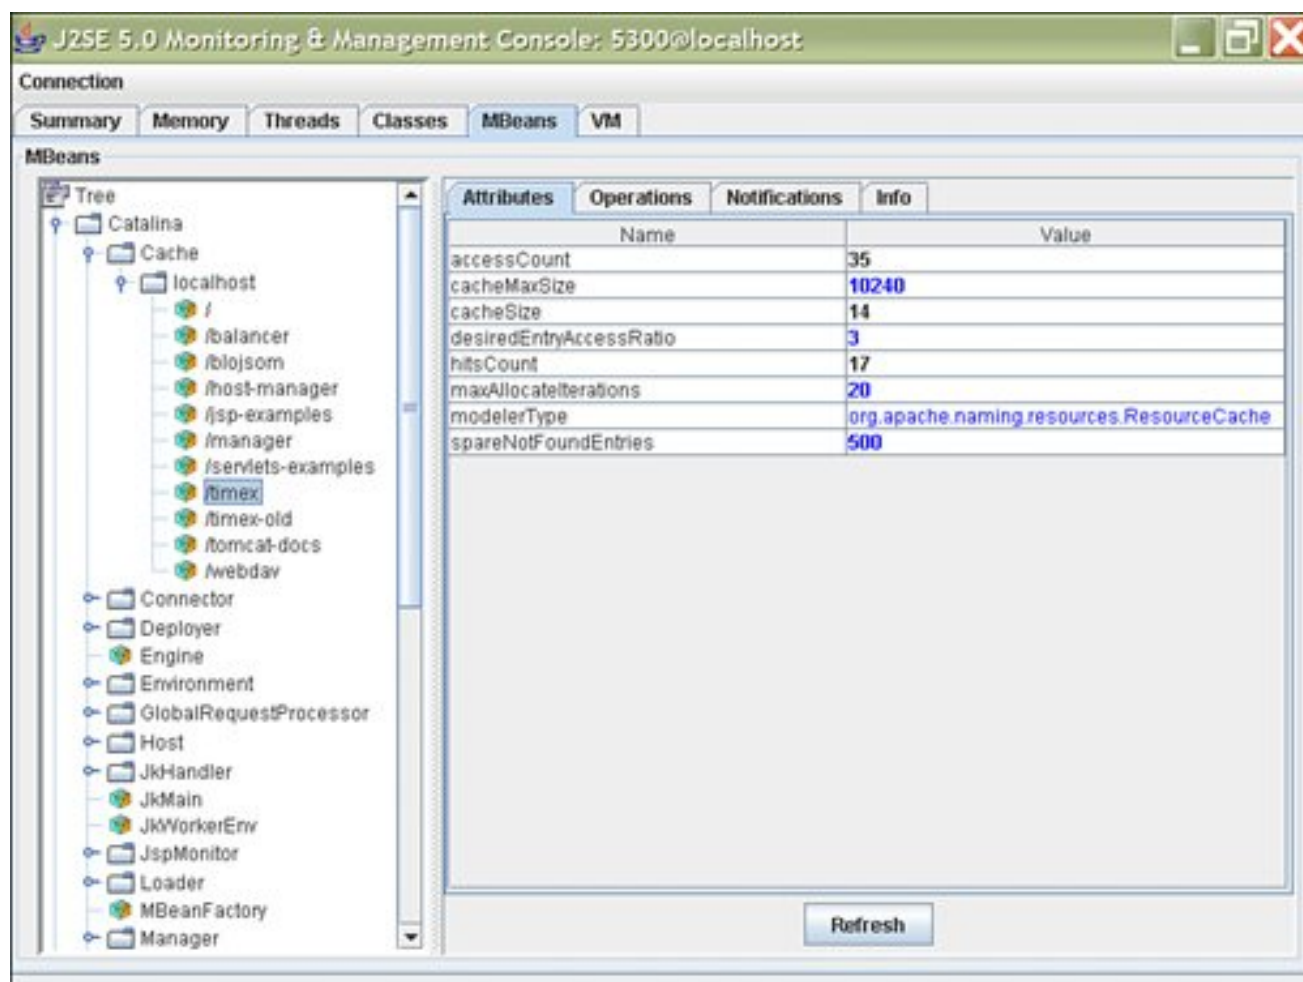 J2SE 5.0 Monitoring & Management Console: 5300@localhost
Connection
Summary Memory Threads Classes MBeans VM
MBeans
Tree
Catalina
Cache
localhost
/
/balancer
/blojsom
/host-manager
/jsp-examples
/manager
/servlets-examples
/timex
/timex-old
/tomcat-docs
/webdav
Connector
Deployer
Engine
Environment
GlobalRequestProcessor
Host
JkHandler
JkMain
JkWorkerEnv
JspMonitor
Loader
MBeanFactory
Manager
Attributes Operations Notifications Info
Name Value
accessCount 35
cacheMaxSize 10240
cacheSize 14
desiredEntryAccessRatio 3
hitsCount 17
maxAllocateIterations 20
modelerType org.apache.naming.resources.ResourceCache
spareNotFoundEntries 500
Refresh